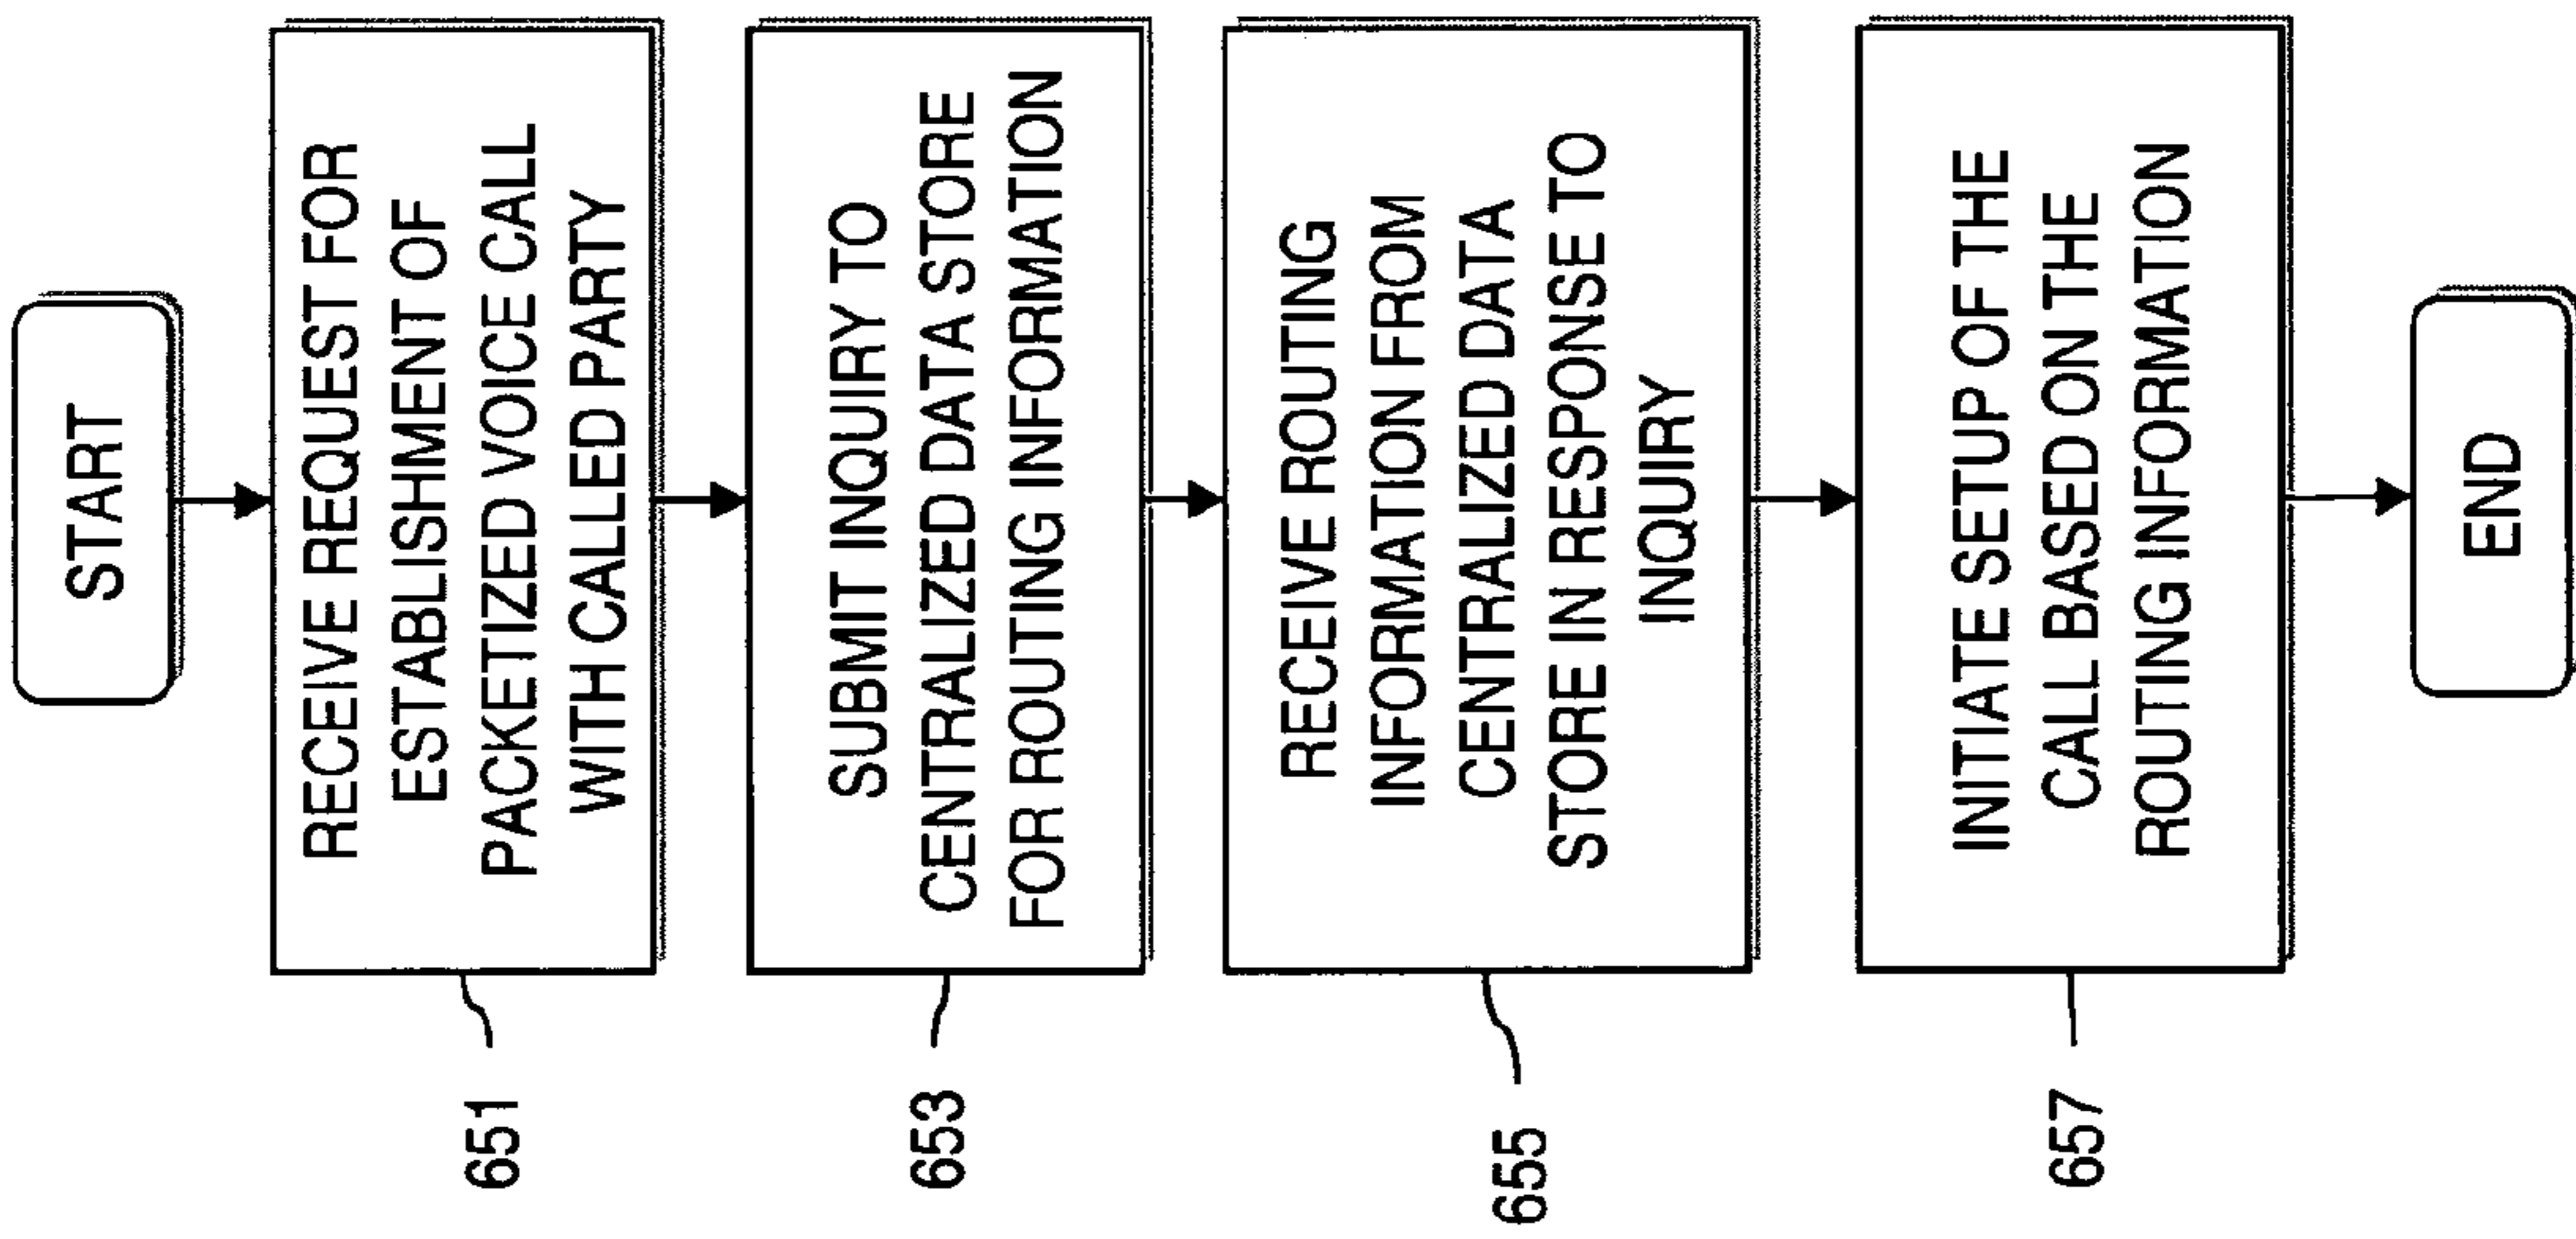 START
RECEIVE REQUEST FOR
ESTABLISHMENT OF
PACKETIZED VOICE CALL
WITH CALLED PARTY
651
SUBMIT INQUIRY TO
CENTRALIZED DATA STORE
FOR ROUTING INFORMATION
653
RECEIVE ROUTING
INFORMATION FROM
CENTRALIZED DATA
STORE IN RESPONSE TO
INQUIRY
655
INITIATE SETUP OF THE
CALL BASED ON THE
ROUTING INFORMATION
657
END